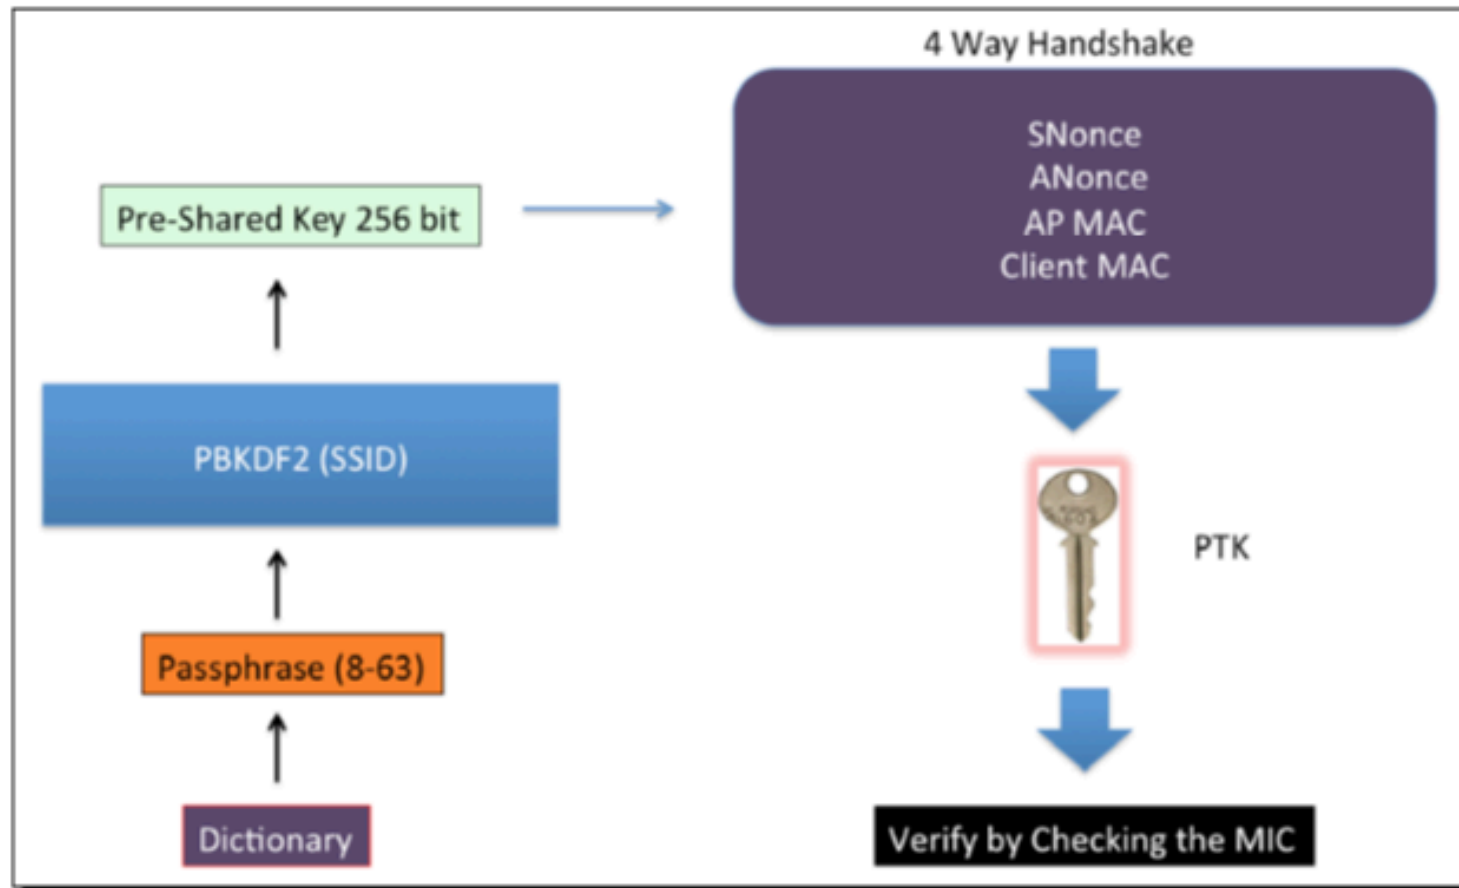 4 Way Handshake
SNonce
ANonce
AP MAC
Client MAC
Pre-Shared Key 256 bit
PBKDF2 (SSID)
PTK
Passphrase (8-63)
Dictionary
Verify by Checking the MIC